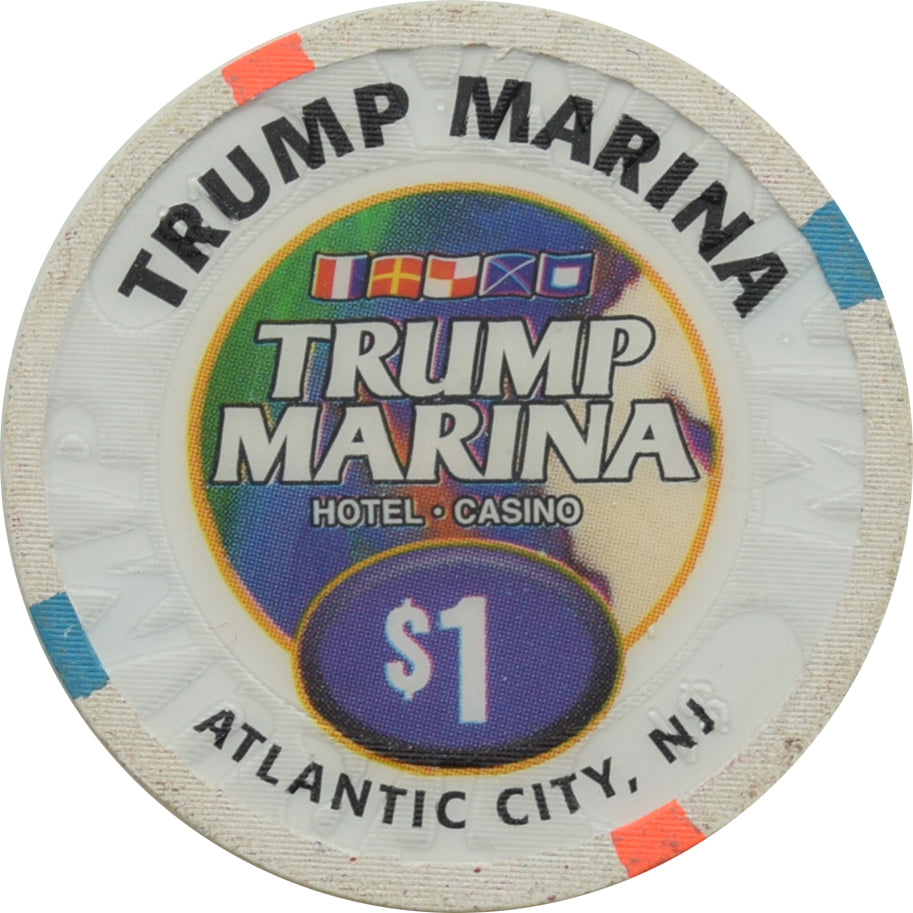 TRUMP MARINA
TRUMP
MARINA
HOTEL • CASINO
$1
ATLANTIC CITY, NJ